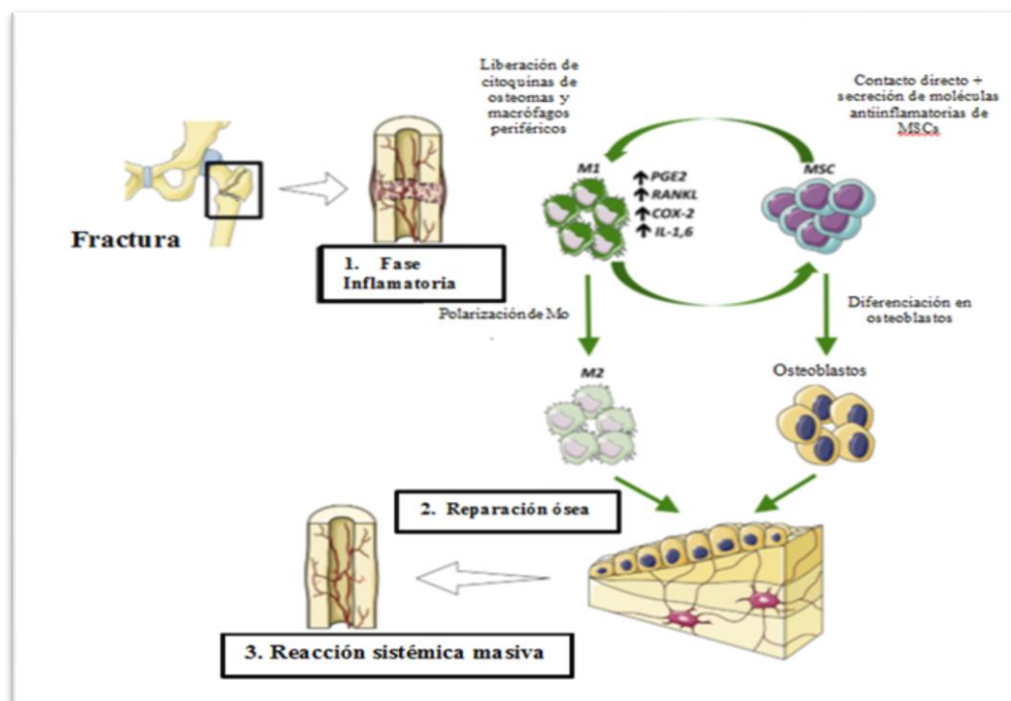 Liberación de
citoquinas de
osteomas y
macrófagos
periféricos
Contacto directo +
secreción de moléculas
antiinflamatorias de
MSCs
M1
PGE2
RANKL
COX-2
IL-1,6
MSC
Fractura
1. Fase
Inflamatoria
Polarización de Mo
Diferenciación en
osteoblastos
M2
Osteoblastos
2. Reparación ósea
3. Reacción sistémica masiva